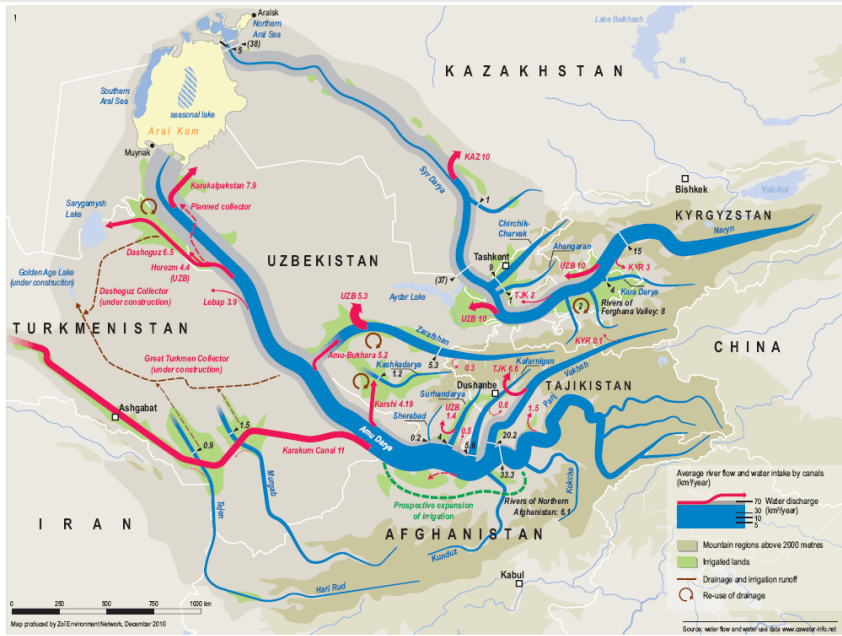 Aralsk
Northern
Aral Sea
(38)
5
Lake Balkhash
Ili
KAZAKHSTAN
Southern
Aral Sea
seasonal lake
Aral Kum
Muynak
KAZ 10
Syr Darya
1
Bishkek
Ysik-Kol
Karakalpakstan 7.9
Planned collector
Sarygamysh
Lake
Chirchik-
Charvak
KYRGYZSTAN
Naryn
Ahangaran
15
Tashkent
9
UZBEKISTAN
Dashoguz 6.5
Horezm 4.4
(UZB)
UZB 10
KYR 3
Golden Age Lake
(under construction)
(37)
Kara Darya
4
Dashoguz Collector
(under construction)
Lebap 3.9
UZB 5.3
Aydar Lake
TJK 2
2
Rivers of
Ferghana Valley: 8
UZB 10
TURKMENISTAN
Zarafshan
KYR 0.1
CHINA
Great Turkmen Collector
(under construction)
Amu-Bukhara 5.2
5.3
0.3
Kafarnigan
TJK 6.6
Vakhsh
Kashkadarya
1.2
Dushanbe
TAJIKISTAN
Surhandarya
Panj
Karshi 4.19
Sherabad
UZB
1.4
0.6
1.5
Ashgabat
0.5
0.9
1.5
Amu Darya
0.2
4
5.6
20.2
Karakum Canal 11
33.3
Kokcha
Tejen
Murgab
Prospective expansion
of irrigation
Rivers of Northern
Afghanistan: 6.1
IRAN
AFGHANISTAN
Kunduz
Hari Rud
Kabul
Average river flow and water intake by canals
(km³/year)
70 Water discharge
30 (km³/year)
10
5
Mountain regions above 2000 metres
Irrigated lands
Drainage and irrigation runoff
Re-use of drainage
0 250 500 750 1000 km
Map produced by Zoï Environment Network, December 2010
Source: water flow and water use data www.cawater-info.net